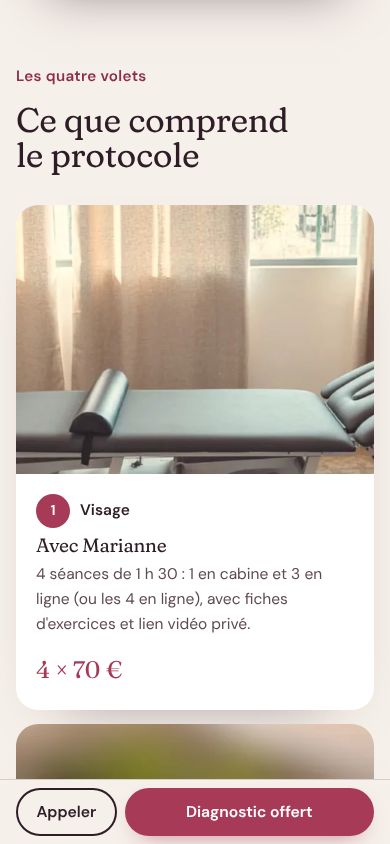 Les quatre volets
Ce que comprend
le protocole
1 Visage
Avec Marianne
4 séances de 1 h 30 : 1 en cabine et 3 en
ligne (ou les 4 en ligne), avec fiches
d'exercices et lien vidéo privé.
4 × 70 €
Appeler
Diagnostic offert